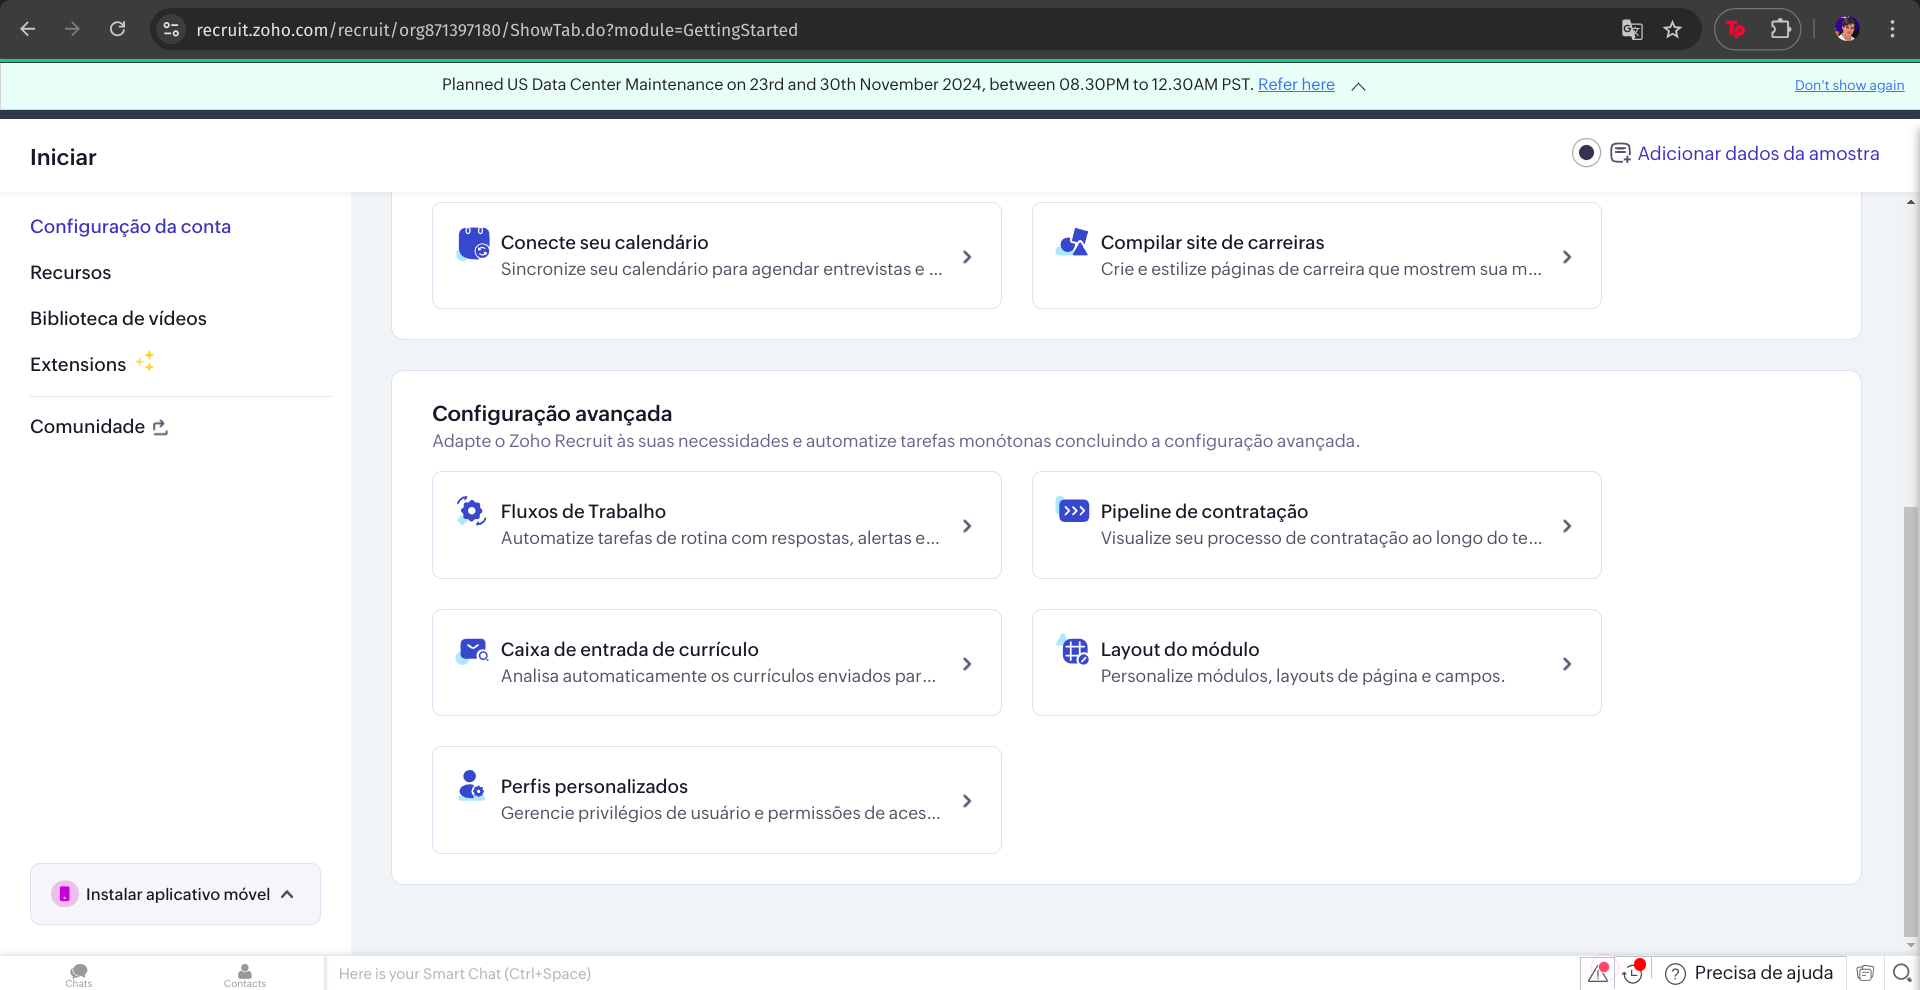 recruit.zoho.com/recruit/org871397180/ShowTab.do?module=GettingStarted
Tp
Planned US Data Center Maintenance on 23rd and 30th November 2024, between 08.30PM to 12.30AM PST. Refer here
Don't show again
Iniciar
Adicionar dados da amostra
Configuração da conta
Recursos
Biblioteca de vídeos
Extensions
Comunidade
Conecte seu calendário
Sincronize seu calendário para agendar entrevistas e ...
Compilar site de carreiras
Crie e estilize páginas de carreira que mostrem sua m...
Configuração avançada
Adapte o Zoho Recruit às suas necessidades e automatize tarefas monótonas concluindo a configuração avançada.
Fluxos de Trabalho
Automatize tarefas de rotina com respostas, alertas e...
Pipeline de contratação
Visualize seu processo de contratação ao longo do te...
Caixa de entrada de currículo
Analisa automaticamente os currículos enviados par...
Layout do módulo
Personalize módulos, layouts de página e campos.
Perfis personalizados
Gerencie privilégios de usuário e permissões de aces...
Instalar aplicativo móvel
Chats
Contacts
Here is your Smart Chat (Ctrl+Space)
Precisa de ajuda